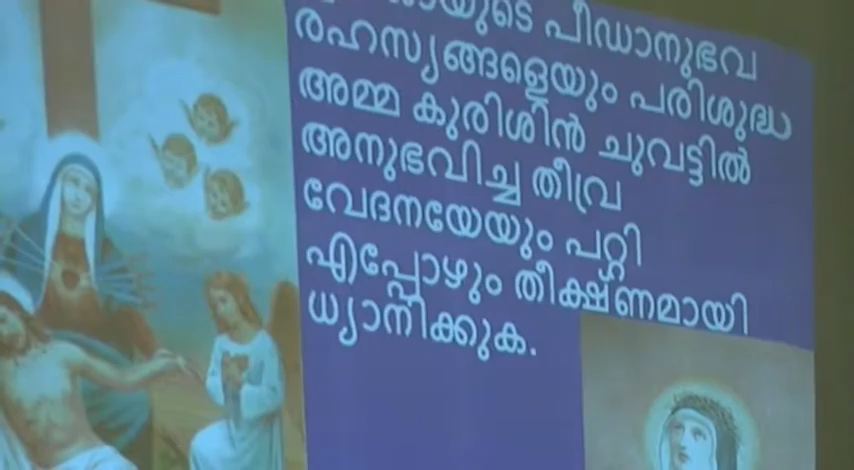 പീഡാനുഭവ
രഹസ്യങ്ങളെയും പരിശുദ്ധ
അമ്മ കുരിശിൻ ചുവട്ടിൽ
അനുഭവിച്ച തീവ്ര
വേദനയേയും പറ്റി
എപ്പോഴും തീക്ഷ്ണമായി
ധ്യാനിക്കുക.